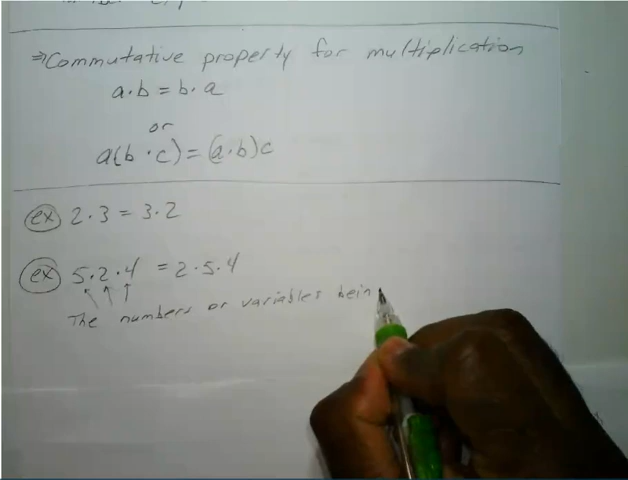 ⇒Commutative property for multiplication
a·b = b·a
or
a(b·c) = (a·b)c
ex 2·3 = 3·2
ex 5·2·4 = 2·5·4
The numbers or variables bein